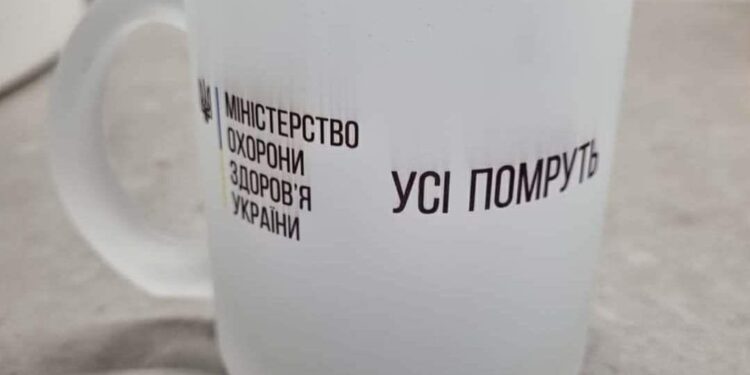 МІНІСТЕРСТВО
ОХОРОНИ
ЗДОРОВ'Я
УКРАЇНИ
УСІ ПОМРУТЬ